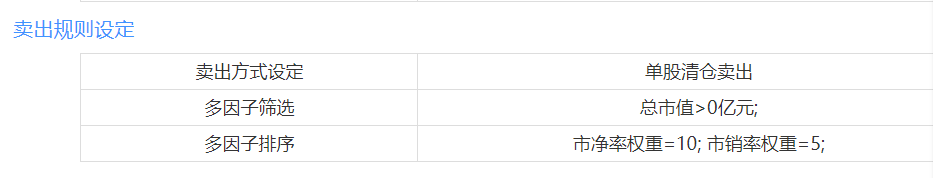 卖出规则设定
卖出方式设定 单股清仓卖出
多因子筛选 总市值>0亿元;
多因子排序 市净率权重=10; 市销率权重=5;